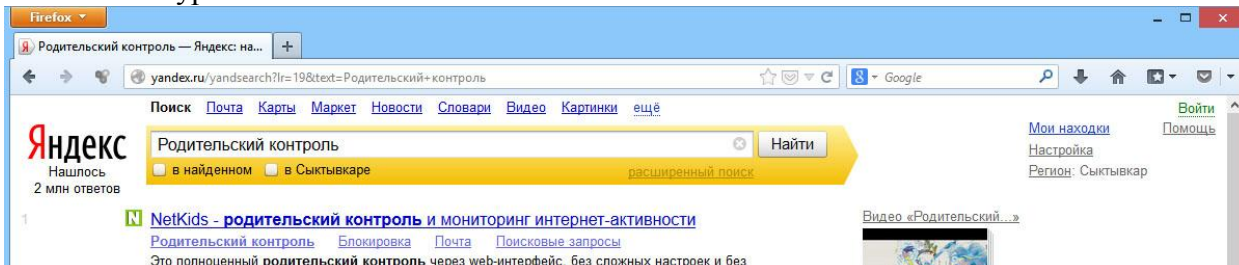 Firefox
Родительский контроль — Яндекс: на...
yandex.ru/yandsearch?lr=19&text=Родительский+контроль
Google
Поиск Почта Карты Маркет Новости Словари Видео Картинки ещё
Войти
Яндекс
Родительский контроль
Найти
Мои находки
Помощь
Нашлось
2 млн ответов
в найденном
в Сыктывкаре
расширенный поиск
Настройка
Регион: Сыктывкар
1
NetKids - родительский контроль и мониторинг интернет-активности
Видео «Родительский...»
Родительский контроль Блокировка Почта Поисковые запросы
Это полноценный родительский контроль через web-интерфейс, без сложных настроек и без